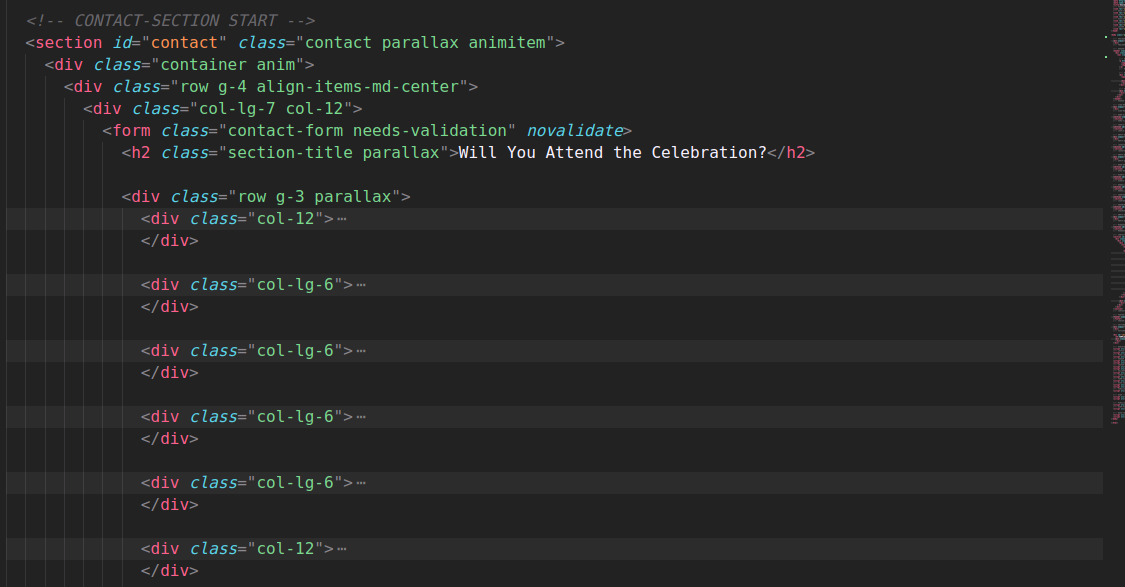 <!-- CONTACT-SECTION START -->
<section id="contact" class="contact parallax animitem">
<div class="container anim">
<div class="row g-4 align-items-md-center">
<div class="col-lg-7 col-12">
<form class="contact-form needs-validation" novalidate>
<h2 class="section-title parallax">Will You Attend the Celebration?</h2>
<div class="row g-3 parallax">
<div class="col-12">⋯
</div>
<div class="col-lg-6">⋯
</div>
<div class="col-lg-6">⋯
</div>
<div class="col-lg-6">⋯
</div>
<div class="col-lg-6">⋯
</div>
<div class="col-12">⋯
</div>